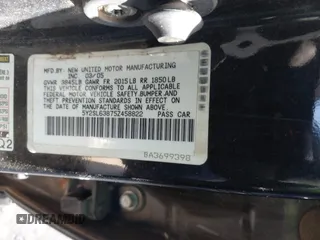 MFD BY: NEW UNITED MOTOR MANUFACTURING
INC 03/05
GVWR 3845LB GAWR FR 2015LB RR 1850LB
THIS VEHICLE CONFORMS TO ALL APPLICABLE
FEDERAL MOTOR VEHICLE SAFETY,BUMPER,AND
THEFT PREVENTION STANDARDS IN EFFECT ON
THE DATE OF MANUFACTURE SHOWN ABOVE
5Y2SL63875Z458822 PASS CAR
BA3699390
Q2
DREAMBID